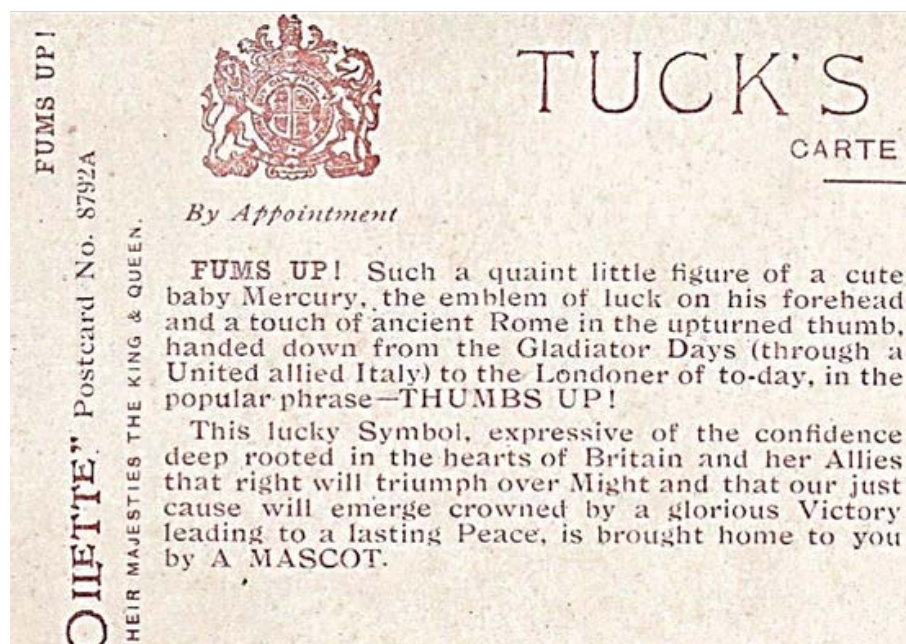 FUMS UP!
OILETTE" Postcard No. 8792A
HEIR MAJESTIES THE KING & QUEEN.
TUCK'S
CARTE
By Appointment
FUMS UP! Such a quaint little figure of a cute
baby Mercury, the emblem of luck on his forehead
and a touch of ancient Rome in the upturned thumb,
handed down from the Gladiator Days (through a
United allied Italy) to the Londoner of to-day, in the
popular phrase—THUMBS UP!
This lucky Symbol, expressive of the confidence
deep rooted in the hearts of Britain and her Allies
that right will triumph over Might and that our just
cause will emerge crowned by a glorious Victory
leading to a lasting Peace, is brought home to you
by A MASCOT.